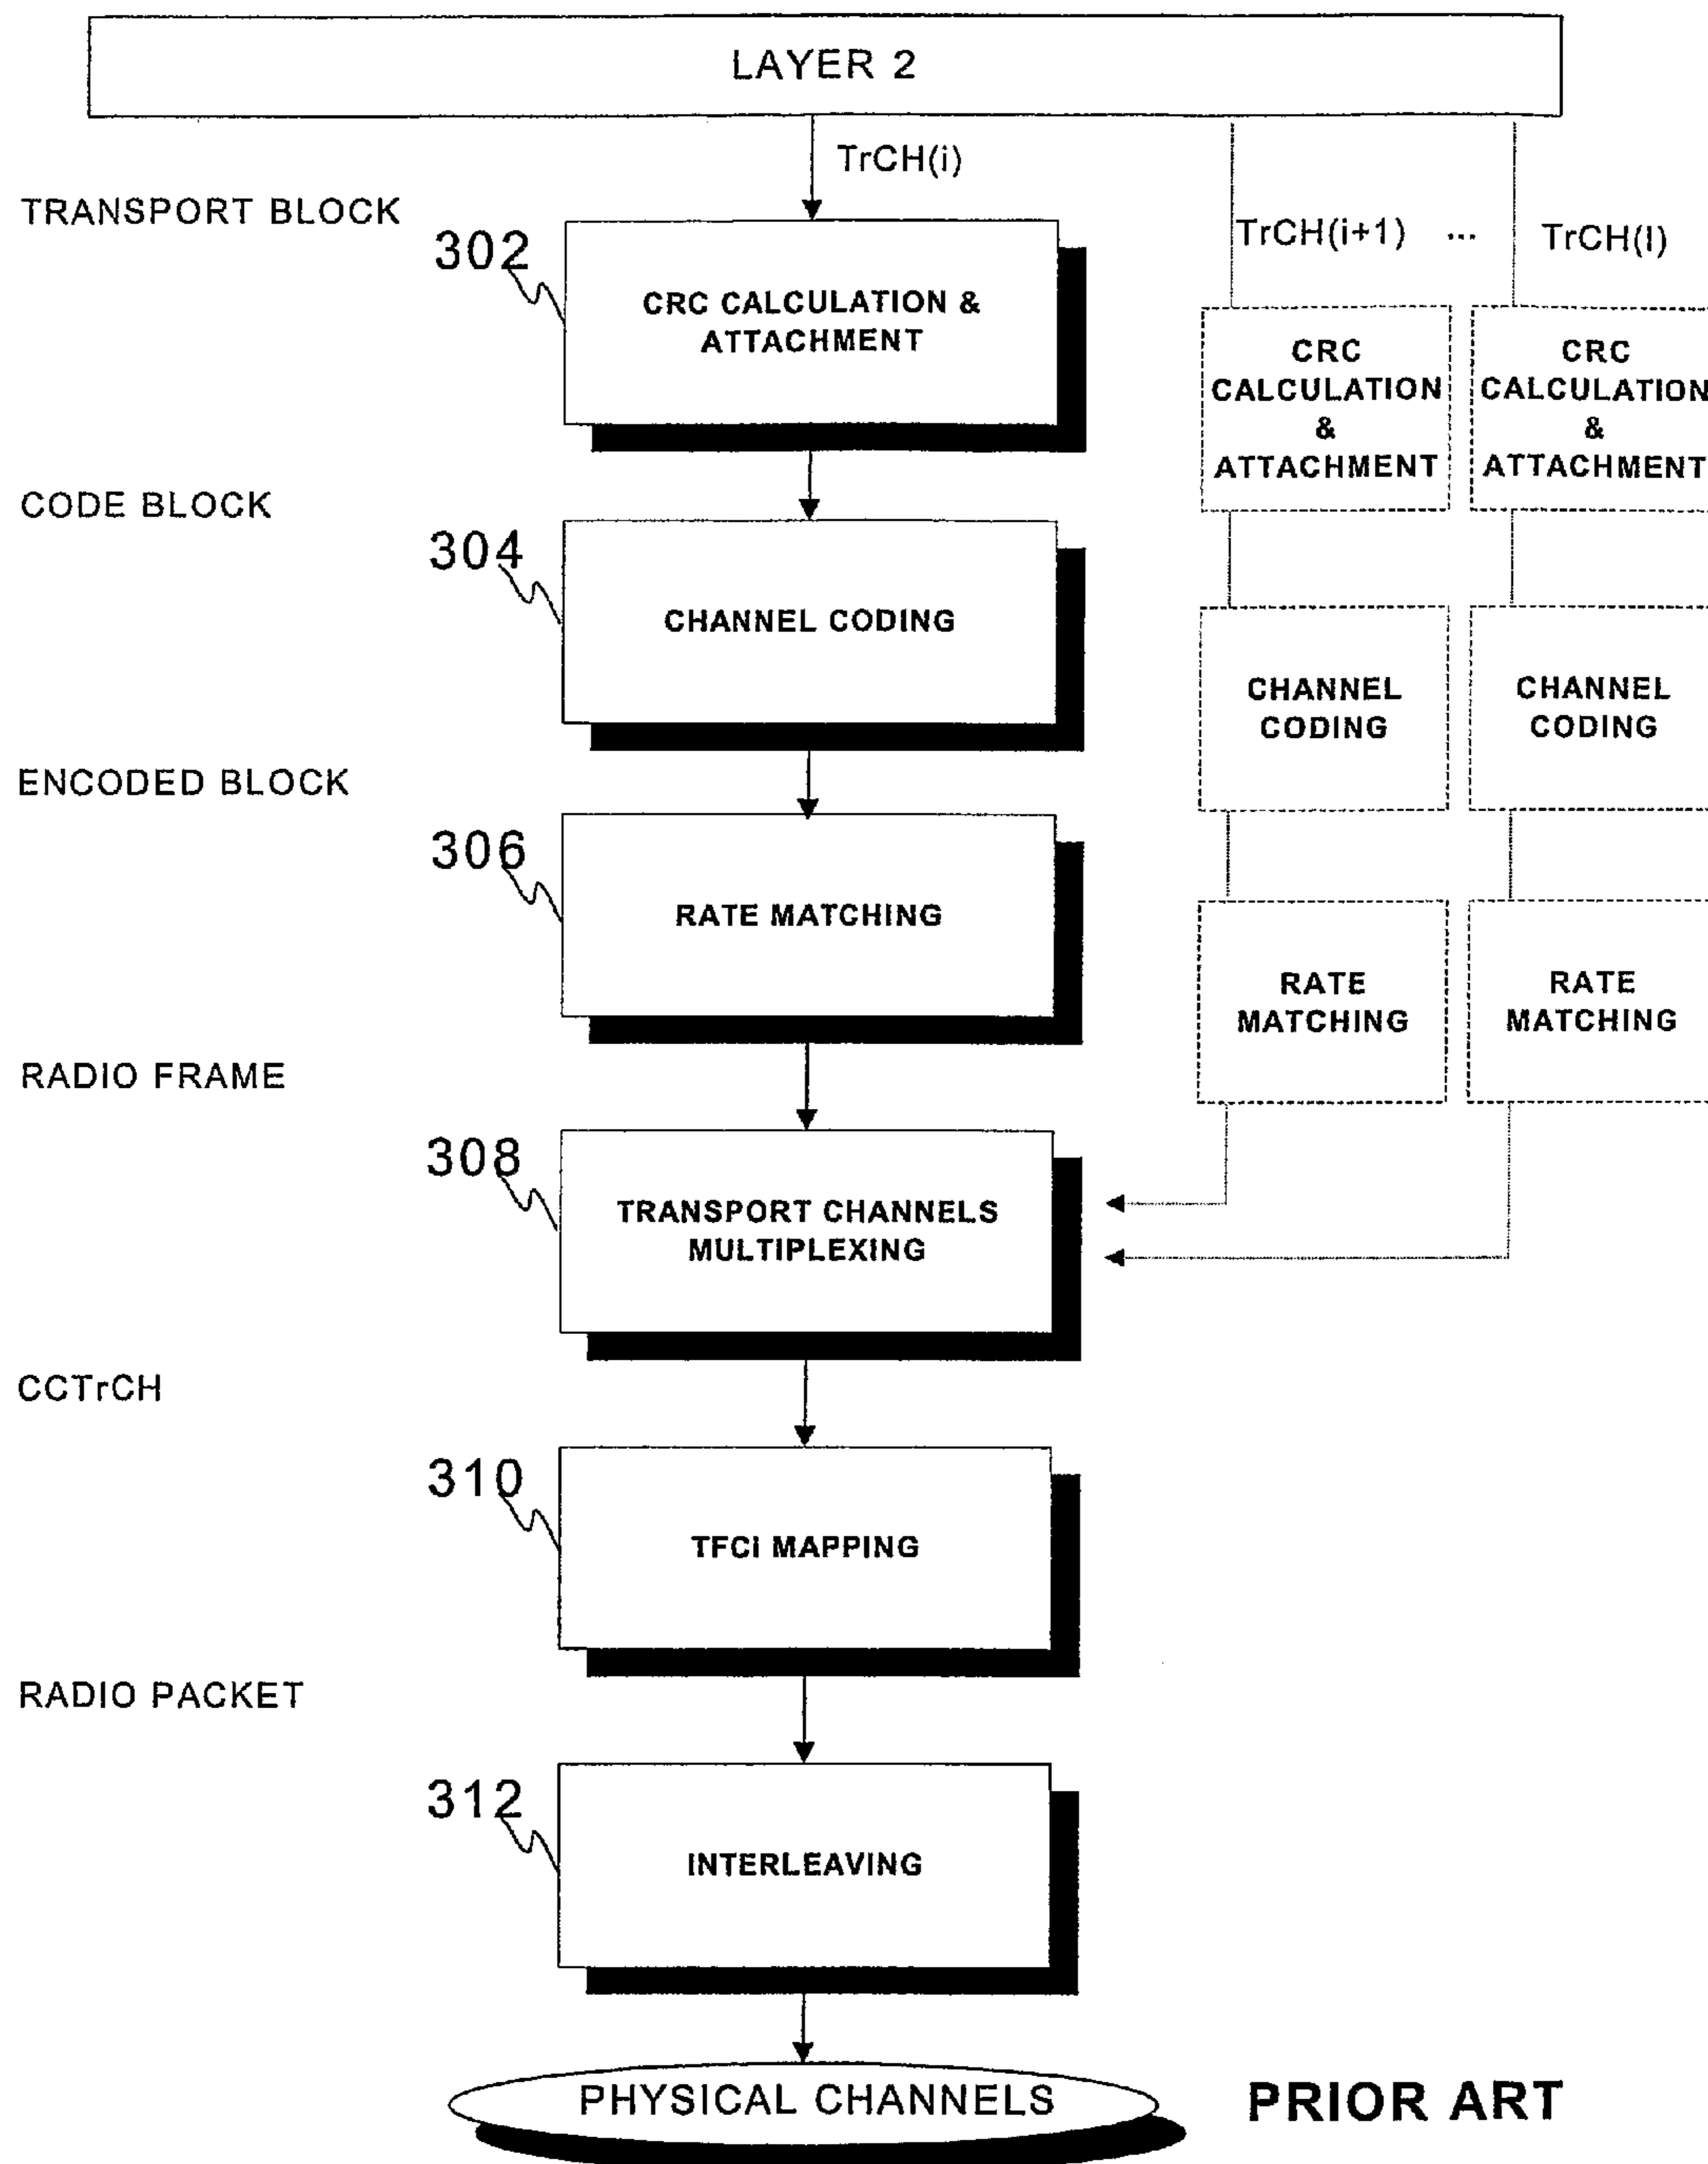 LAYER 2
TrCH(i)
TRANSPORT BLOCK
TrCH(i+1) ... TrCH(I)
302
CRC CALCULATION &
ATTACHMENT
CRC
CALCULATION
&
ATTACHMENT
CRC
CALCULATION
&
ATTACHMENT
CODE BLOCK
304
CHANNEL CODING
CHANNEL
CODING
CHANNEL
CODING
ENCODED BLOCK
306
RATE MATCHING
RATE
MATCHING
RATE
MATCHING
RADIO FRAME
308
TRANSPORT CHANNELS
MULTIPLEXING
CCTrCH
310
TFCI MAPPING
RADIO PACKET
312
INTERLEAVING
PHYSICAL CHANNELS
PRIOR ART